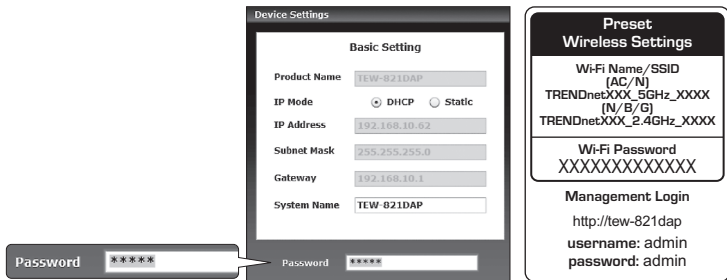 Device Settings
Basic Setting
Product Name TEW-821DAP
IP Mode DHCP Static
IP Address 192.168.10.62
Subnet Mask 255.255.255.0
Gateway 192.168.10.1
System Name TEW-821DAP
Password *****
Password *****
Preset
Wireless Settings
Wi-Fi Name/SSID
(AC/N)
TRENDnetXXX_5GHz_XXXX
(N/B/G)
TRENDnetXXX_2.4GHz_XXXX
Wi-Fi Password
XXXXXXXXXXXXX
Management Login
http://tew-821dap
username: admin
password: admin